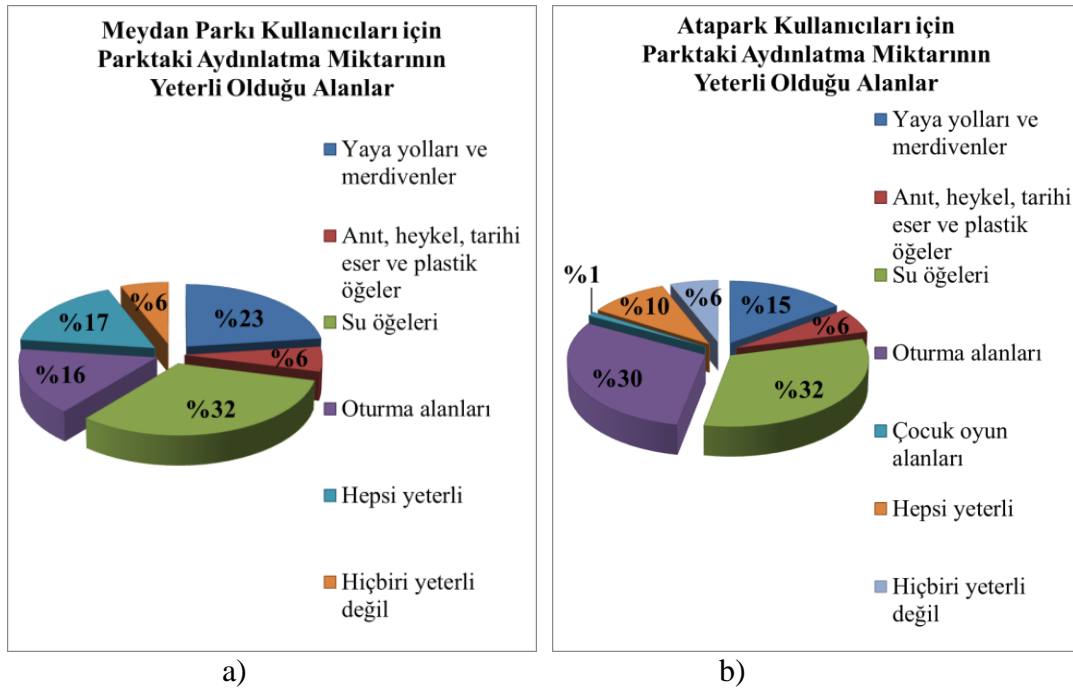 Meydan Parkı Kullanıcıları için
Parktaki Aydınlatma Miktarının
Yeterli Olduğu Alanlar
Yaya yolları ve
merdivenler
Anıt, heykel, tarihi
eser ve plastik
öğeler
Su öğeleri
Oturma alanları
Hepsi yeterli
Hiçbiri yeterli
değil
%6
%23
%17
%6
%16
%32
a)
Atapark Kullanıcıları için
Parktaki Aydınlatma Miktarının
Yeterli Olduğu Alanlar
Yaya yolları ve
merdivenler
Anıt, heykel, tarihi
eser ve plastik
öğeler
Su öğeleri
Oturma alanları
Çocuk oyun
alanları
Hepsi yeterli
Hiçbiri yeterli
değil
%1
%10
%6
%15
%6
%30
%32
b)